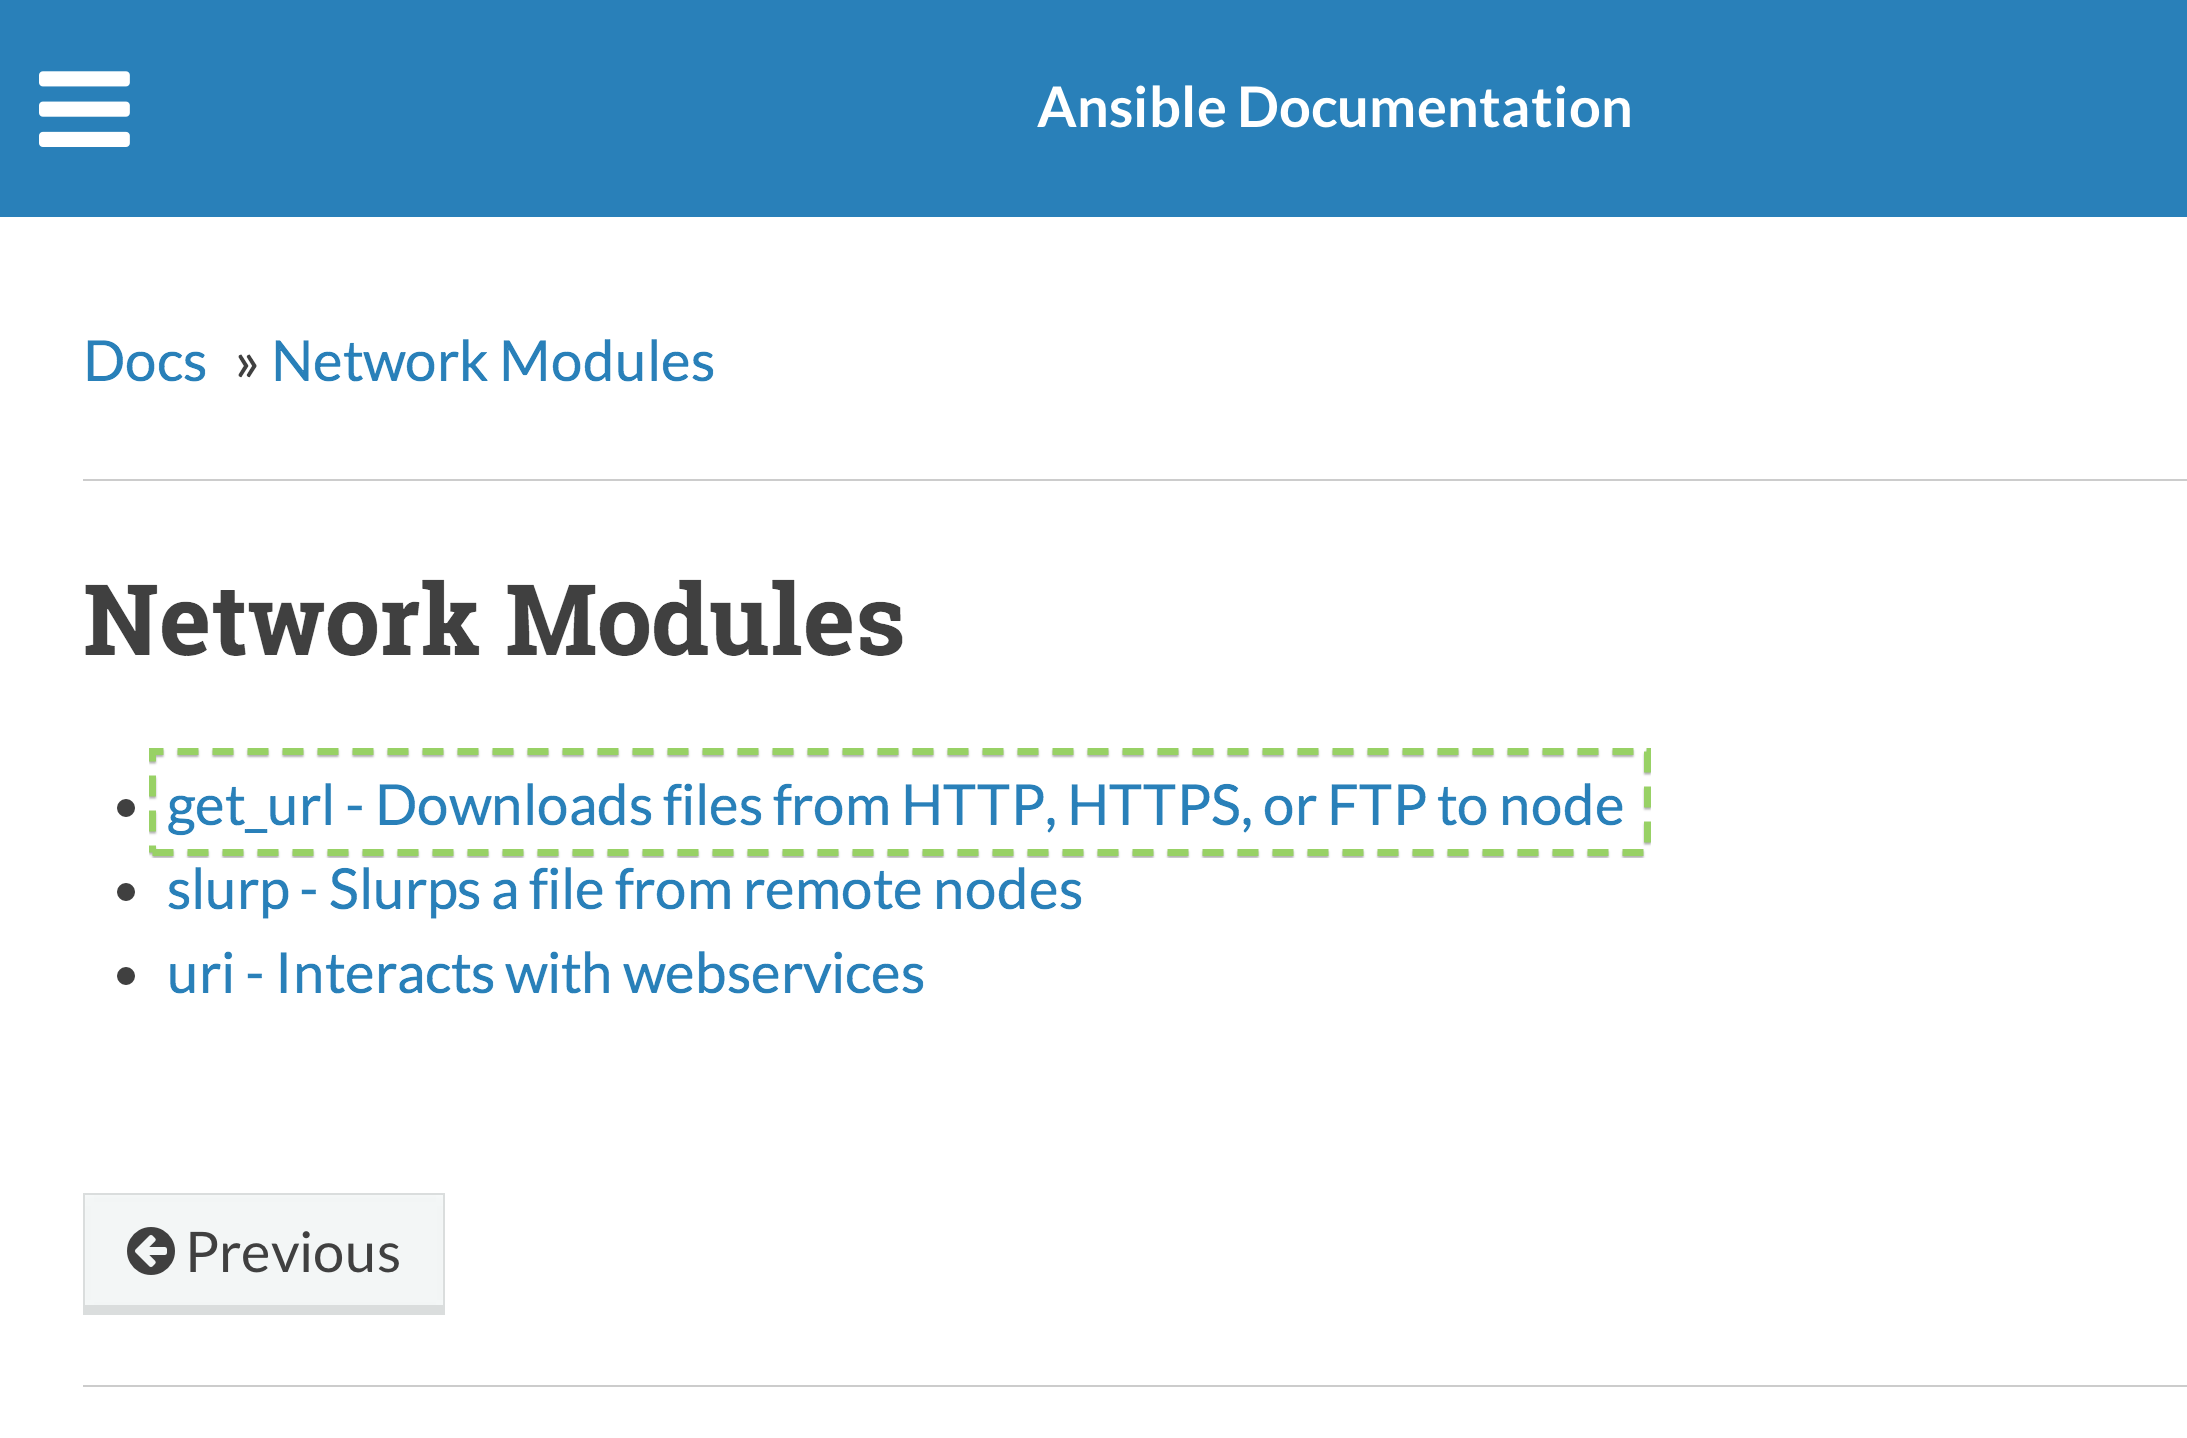 Ansible Documentation
Docs » Network Modules
Network Modules
• get_url - Downloads files from HTTP, HTTPS, or FTP to node
• slurp - Slurps a file from remote nodes
• uri - Interacts with webservices
Previous